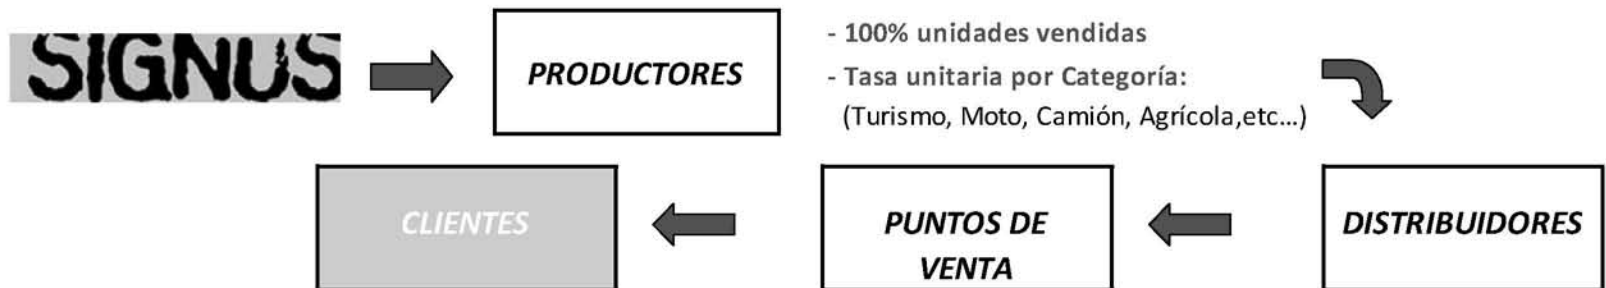 SIGNUS
PRODUCTORES
- 100% unidades vendidas
- Tasa unitaria por Categoría:
(Turismo, Moto, Camión, Agrícola,etc...)
CLIENTES
PUNTOS DE
VENTA
DISTRIBUIDORES